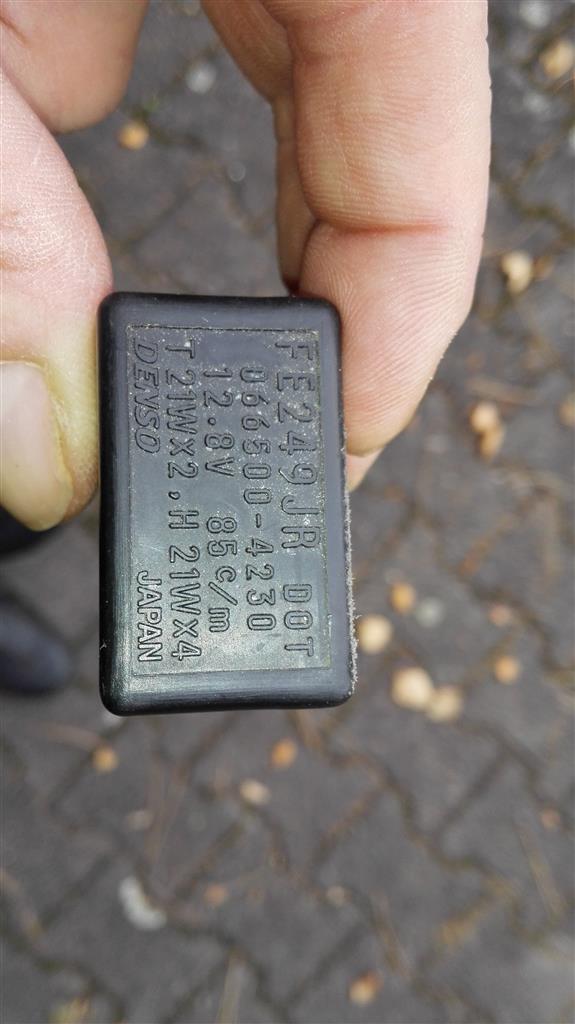 FE249JR DOT
066500-4230
12.8V 85c/m
T 21W×2,H 21W×4
DENSO JAPAN